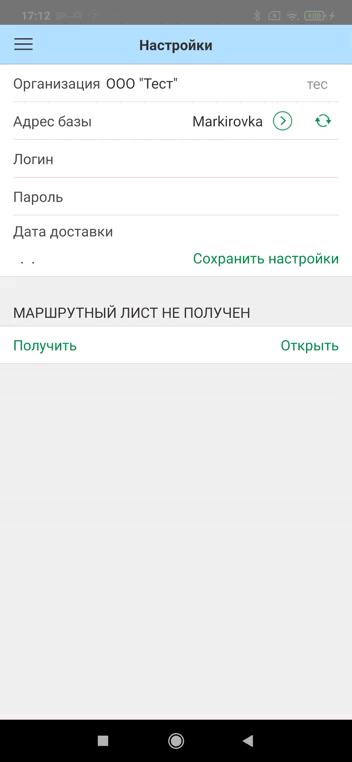 17:12
Настройки
Организация ООО "Тест" тес
Адрес базы Markirovka
Логин
Пароль
Дата доставки
. . Сохранить настройки
МАРШРУТНЫЙ ЛИСТ НЕ ПОЛУЧЕН
Получить Открыть